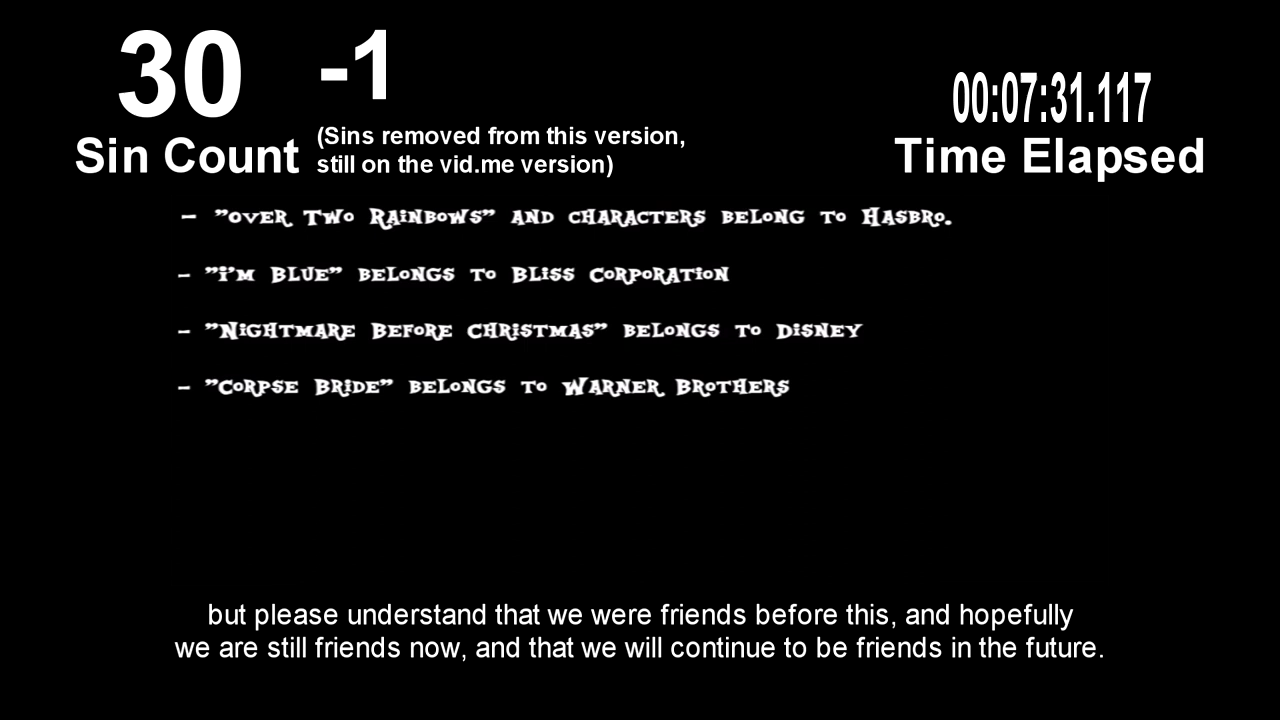 30 -1
00:07:31.117
Sin Count
(Sins removed from this version,
still on the vid.me version)
Time Elapsed
- "Over Two Rainbows" and characters belong to Hasbro.
- "I'm Blue" belongs to Bliss Corporation
- "Nightmare Before Christmas" belongs to Disney
- "Corpse Bride" belongs to Warner Brothers
but please understand that we were friends before this, and hopefully
we are still friends now, and that we will continue to be friends in the future.